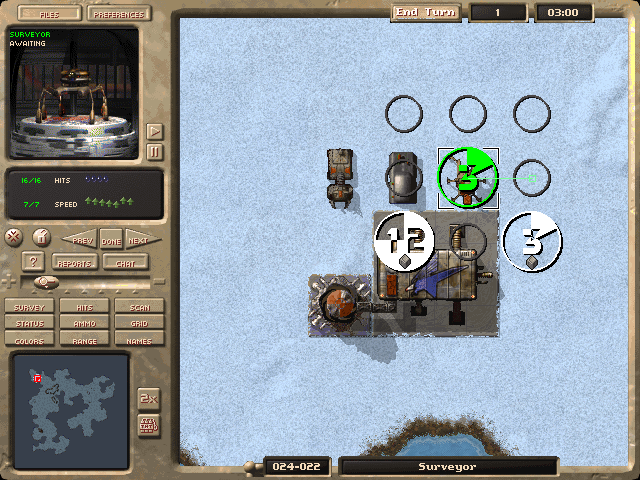 FILES
PREFERENCES
End Turn
1
03:00
SURVEYOR
AWAITING
16/16 HITS
7/7 SPEED
5
12
3
PREV
DONE
NEXT
?
REPORTS
CHAT
SURVEY
HITS
SCAN
STATUS
AMMO
GRID
COLORS
RANGE
NAMES
2x
024-022
Surveyor